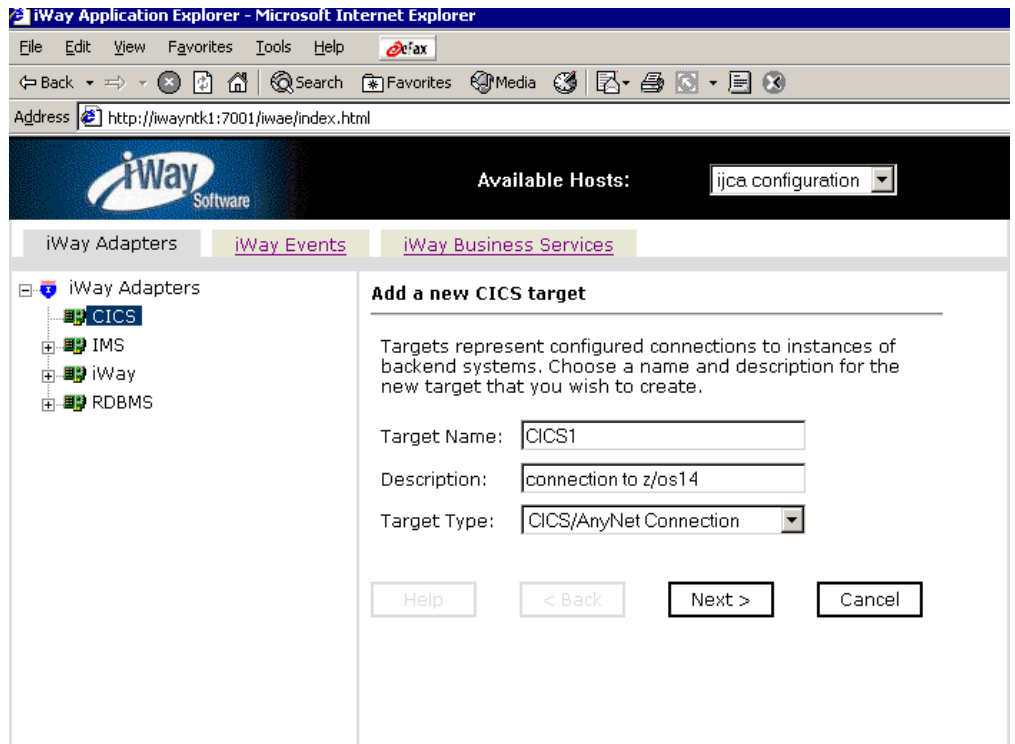 iWay Application Explorer - Microsoft Internet Explorer
File Edit View Favorites Tools Help eFax
Back Search Favorites Media
Address http://iwayntk1:7001/iwae/index.html
iWay Software Available Hosts: ijca configuration
iWay Adapters iWay Events iWay Business Services
iWay Adapters
CICS
IMS
iWay
RDBMS
Add a new CICS target
Targets represent configured connections to instances of
backend systems. Choose a name and description for the
new target that you wish to create.
Target Name: CICS1
Description: connection to z/os14
Target Type: CICS/AnyNet Connection
Help < Back Next > Cancel